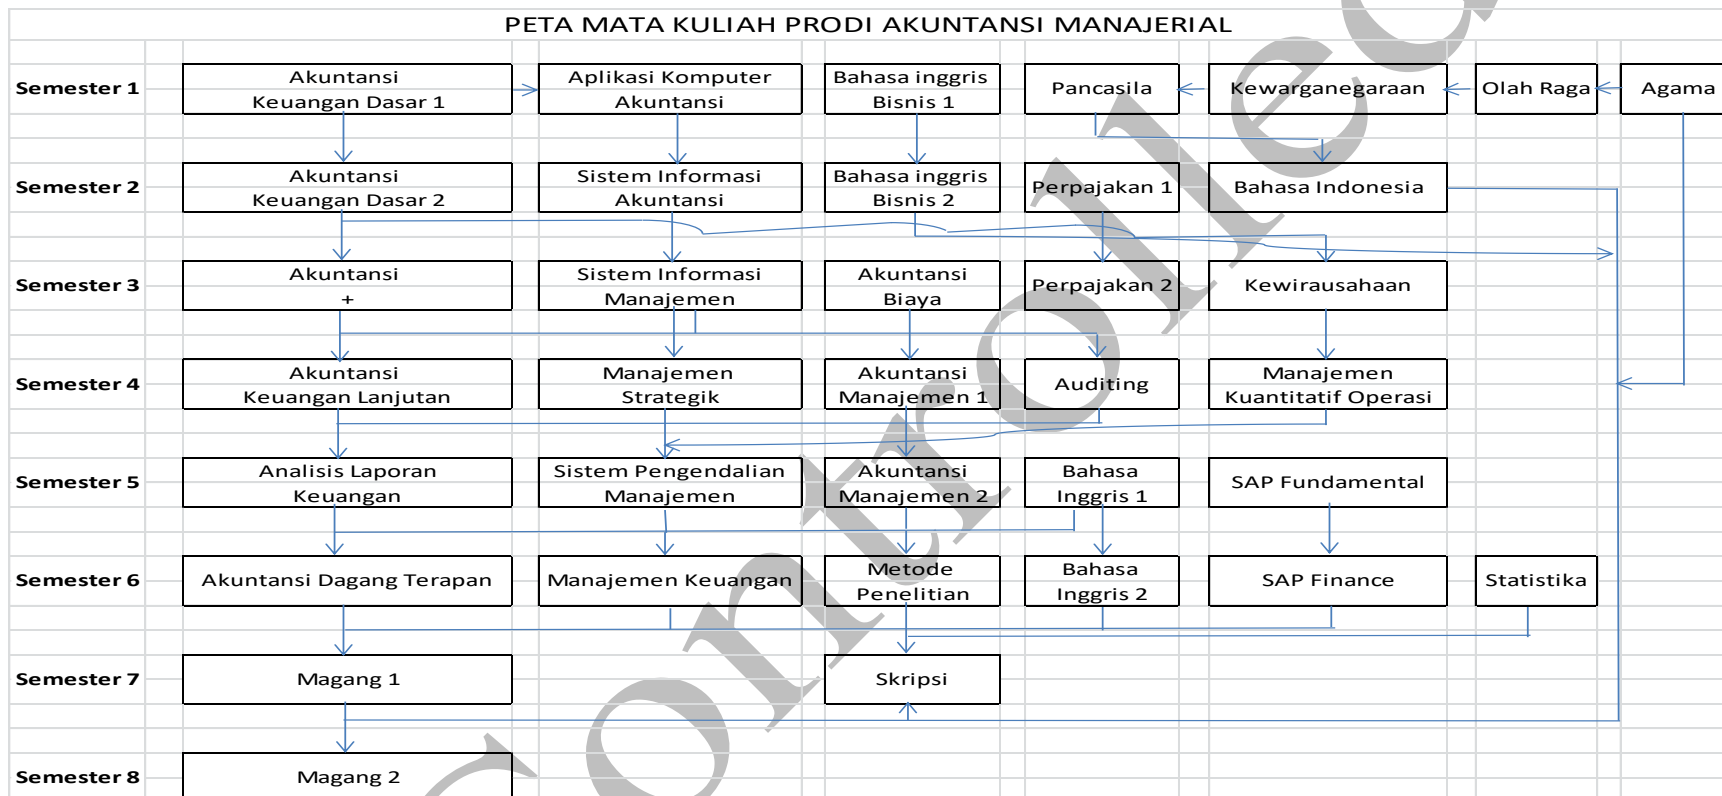 PETA MATA KULIAH PRODI AKUNTANSI MANAJERIAL
Semester 1
Akuntansi
Keuangan Dasar 1
Aplikasi Komputer
Akuntansi
Bahasa inggris
Bisnis 1
Pancasila
Kewarganegaraan
Olah Raga
Agama
Semester 2
Akuntansi
Keuangan Dasar 2
Sistem Informasi
Akuntansi
Bahasa inggris
Bisnis 2
Perpajakan 1
Bahasa Indonesia
Semester 3
Akuntansi
+
Sistem Informasi
Manajemen
Akuntansi
Biaya
Perpajakan 2
Kewirausahaan
Semester 4
Akuntansi
Keuangan Lanjutan
Manajemen
Strategik
Akuntansi
Manajemen 1
Auditing
Manajemen
Kuantitatif Operasi
Semester 5
Analisis Laporan
Keuangan
Sistem Pengendalian
Manajemen
Akuntansi
Manajemen 2
Bahasa
Inggris 1
SAP Fundamental
Semester 6
Akuntansi Dagang Terapan
Manajemen Keuangan
Metode
Penelitian
Bahasa
Inggris 2
SAP Finance
Statistika
Semester 7
Magang 1
Skripsi
Semester 8
Magang 2
Controlled